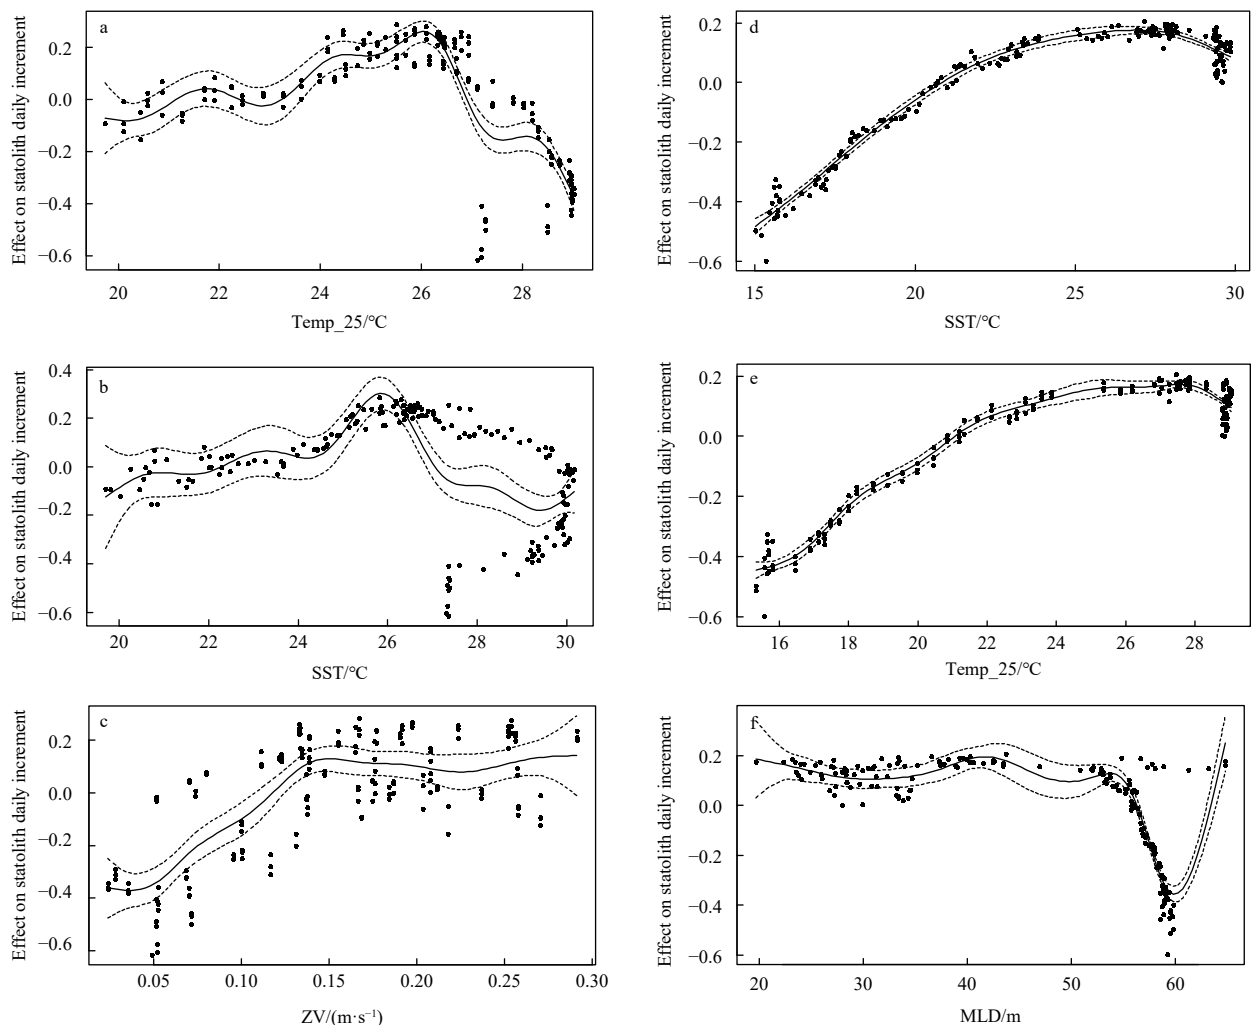 a
Effect on statolith daily increment
0.2
0.0
−0.2
−0.4
−0.6
20 22 24 26 28
Temp_25/°C
b
Effect on statolith daily increment
0.4
0.2
0.0
−0.2
−0.4
−0.6
20 22 24 26 28 30
SST/°C
c
Effect on statolith daily increment
0.2
0.0
−0.2
−0.4
−0.6
0.05 0.10 0.15 0.20 0.25 0.30
ZV/(m·s⁻¹)
d
Effect on statolith daily increment
0.2
0.0
−0.2
−0.4
−0.6
15 20 25 30
SST/°C
e
Effect on statolith daily increment
0.2
0.0
−0.2
−0.4
−0.6
16 18 20 22 24 26 28
Temp_25/°C
f
Effect on statolith daily increment
0.2
0.0
−0.2
−0.4
−0.6
20 30 40 50 60
MLD/m